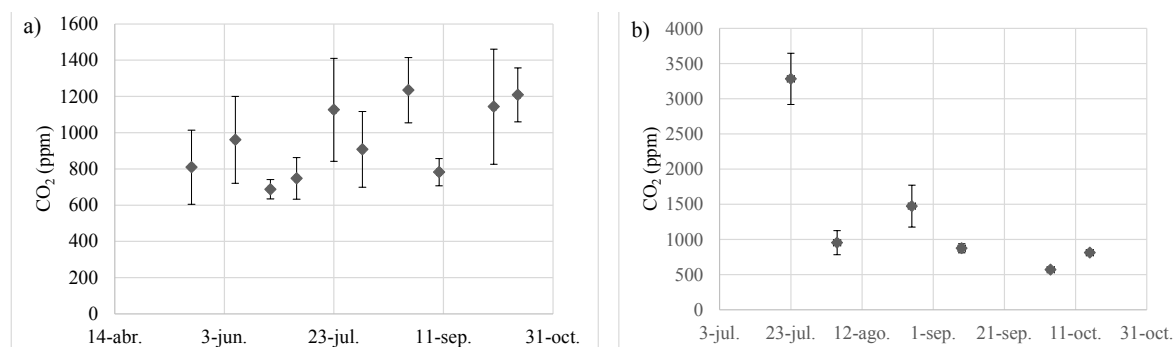 a)
1600
1400
1200
1000
800
600
400
200
0
CO₂ (ppm)
14-abr.
3-jun.
23-jul.
11-sep.
31-oct.
b)
4000
3500
3000
2500
2000
1500
1000
500
0
CO₂ (ppm)
3-jul.
23-jul.
12-ago.
1-sep.
21-sep.
11-oct.
31-oct.